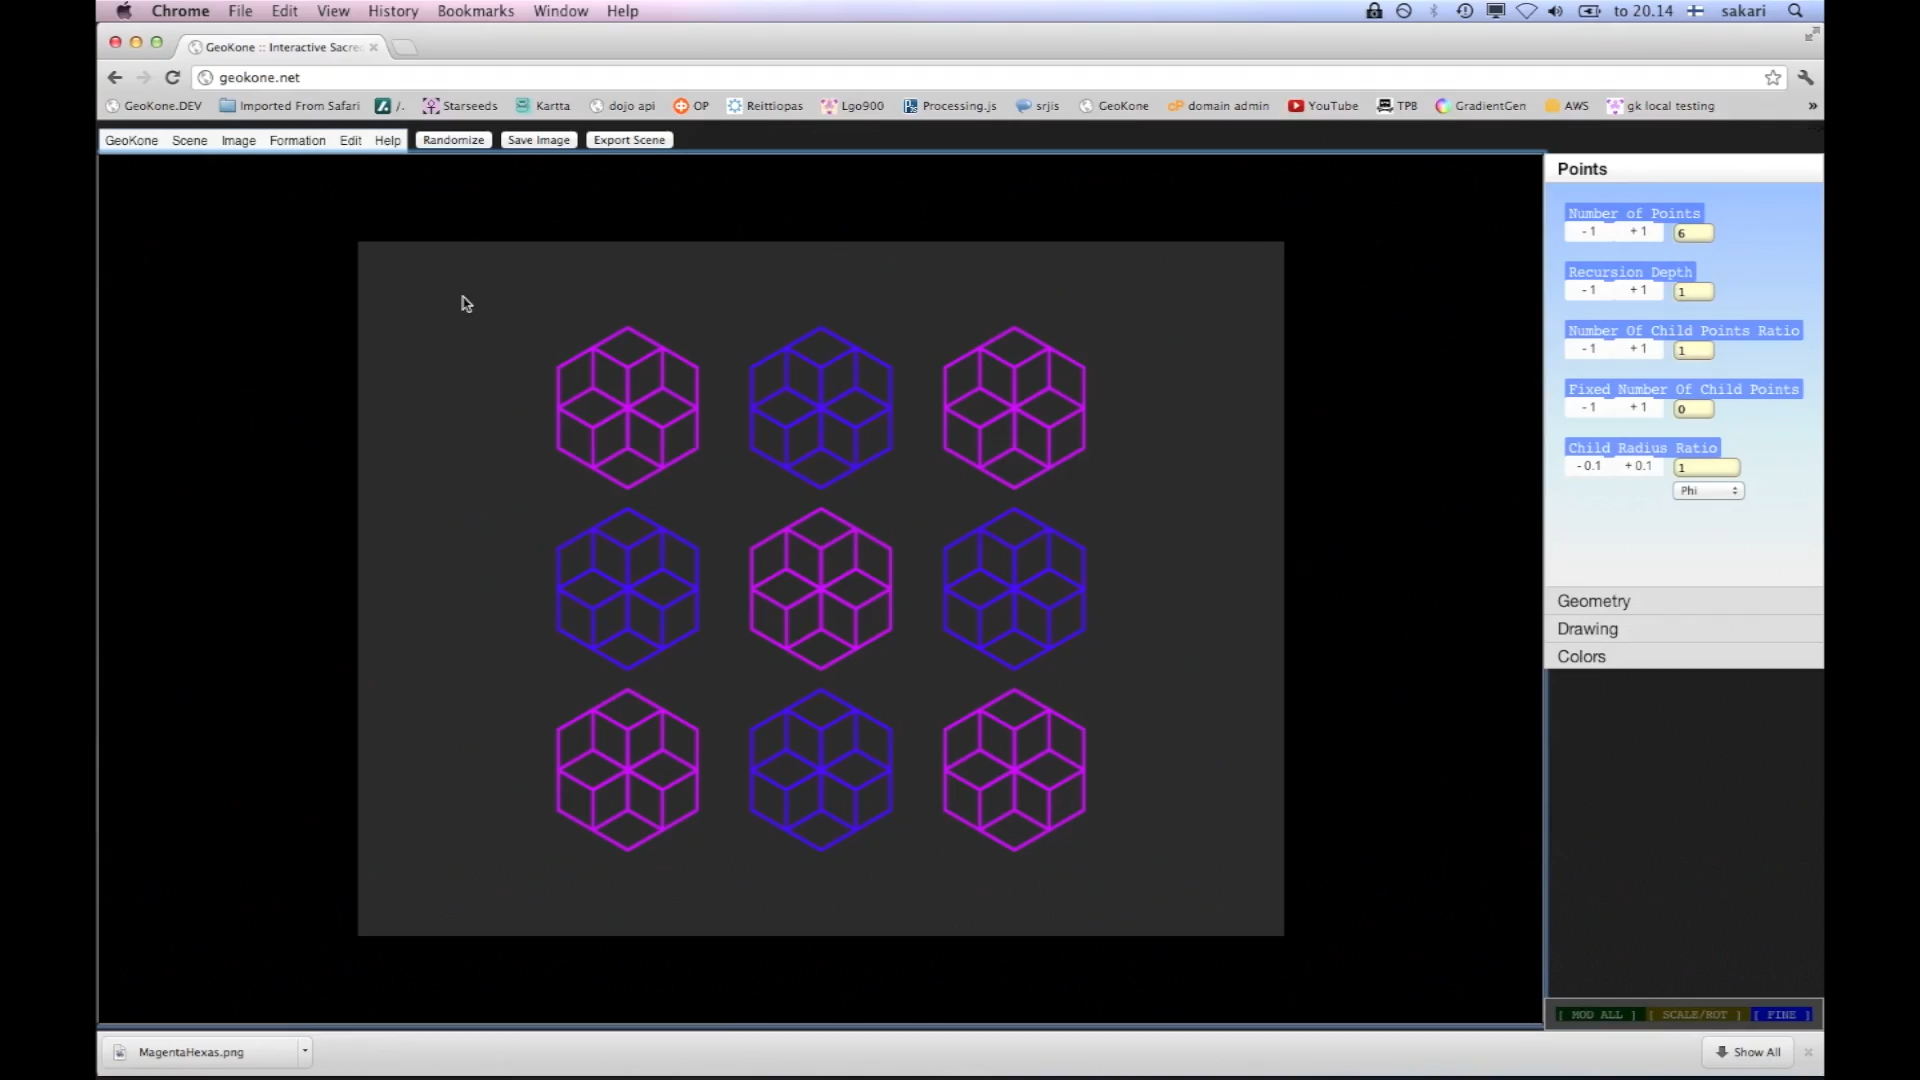 Chrome File Edit View History Bookmarks Window Help to 20.14 sakari
GeoKone :: Interactive Sacre
geokone.net
GeoKone.DEV Imported From Safari /. Starseeds Kartta dojo api OP Reittiopas Lgo900 Processing.js srjis GeoKone cP domain admin YouTube TPB GradientGen AWS gk local testing »
GeoKone Scene Image Formation Edit Help Randomize Save Image Export Scene
Points
Number of Points
- 1 + 1 6
Recursion Depth
- 1 + 1 1
Number Of Child Points Ratio
- 1 + 1 1
Fixed Number Of Child Points
- 1 + 1 0
Child Radius Ratio
- 0.1 + 0.1 1
Phi
Geometry
Drawing
Colors
[ MOD ALL ] [ SCALE/ROT ] [ FINE ]
MagentaHexas.png Show All